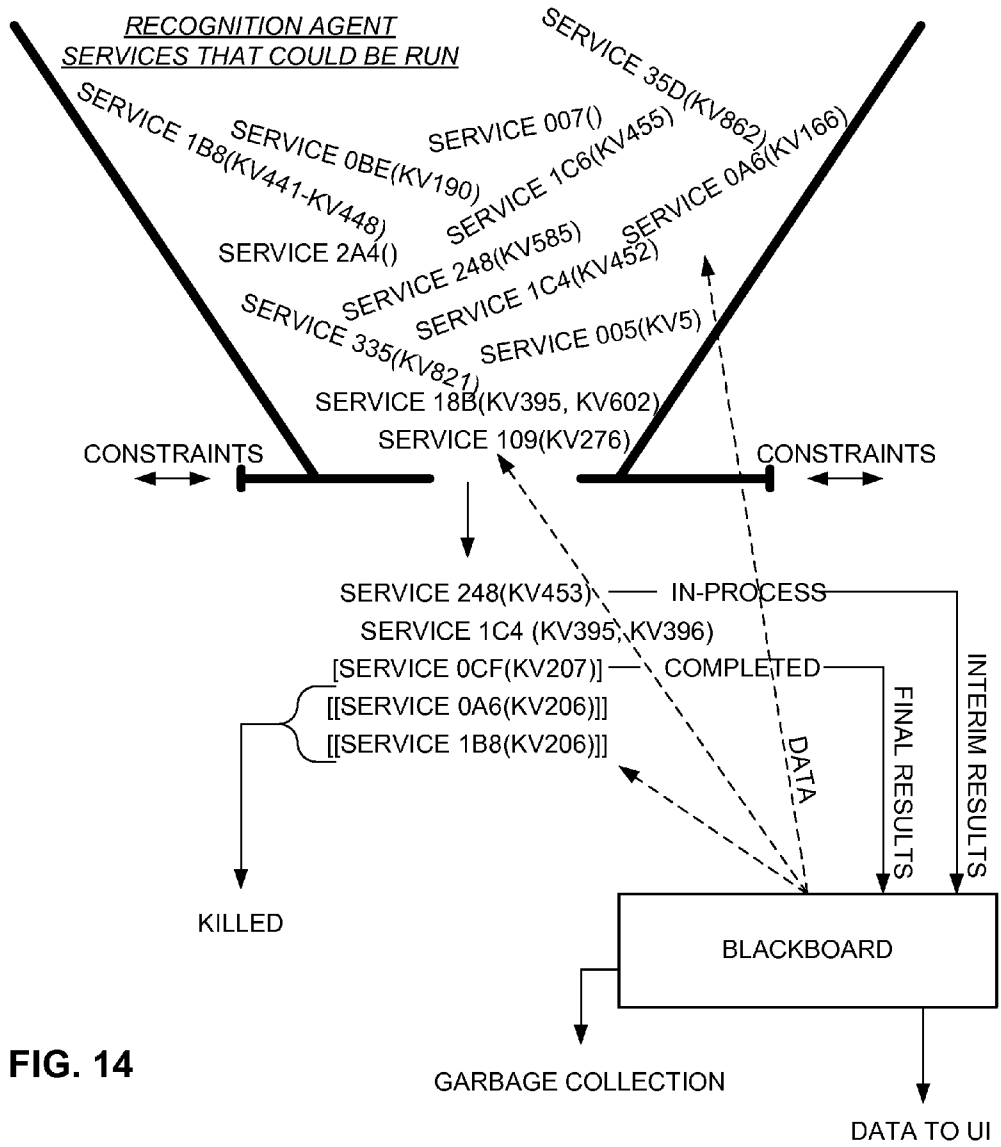 RECOGNITION AGENT
SERVICES THAT COULD BE RUN
SERVICE 35D(KV862)
SERVICE 1B8(KV441-KV448)
SERVICE 0BE(KV190)
SERVICE 007()
SERVICE 1C6(KV455)
SERVICE 0A6(KV166)
SERVICE 2A4()
SERVICE 248(KV585)
SERVICE 1C4(KV452)
SERVICE 335(KV821)
SERVICE 005(KV5)
SERVICE 18B(KV395, KV602)
SERVICE 109(KV276)
CONSTRAINTS
CONSTRAINTS
SERVICE 248(KV453)
IN-PROCESS
SERVICE 1C4 (KV395, KV396)
[SERVICE 0CF(KV207)]
COMPLETED
[[SERVICE 0A6(KV206)]]
[[SERVICE 1B8(KV206)]]
DATA
FINAL RESULTS
INTERIM RESULTS
KILLED
BLACKBOARD
FIG. 14
GARBAGE COLLECTION
DATA TO UI